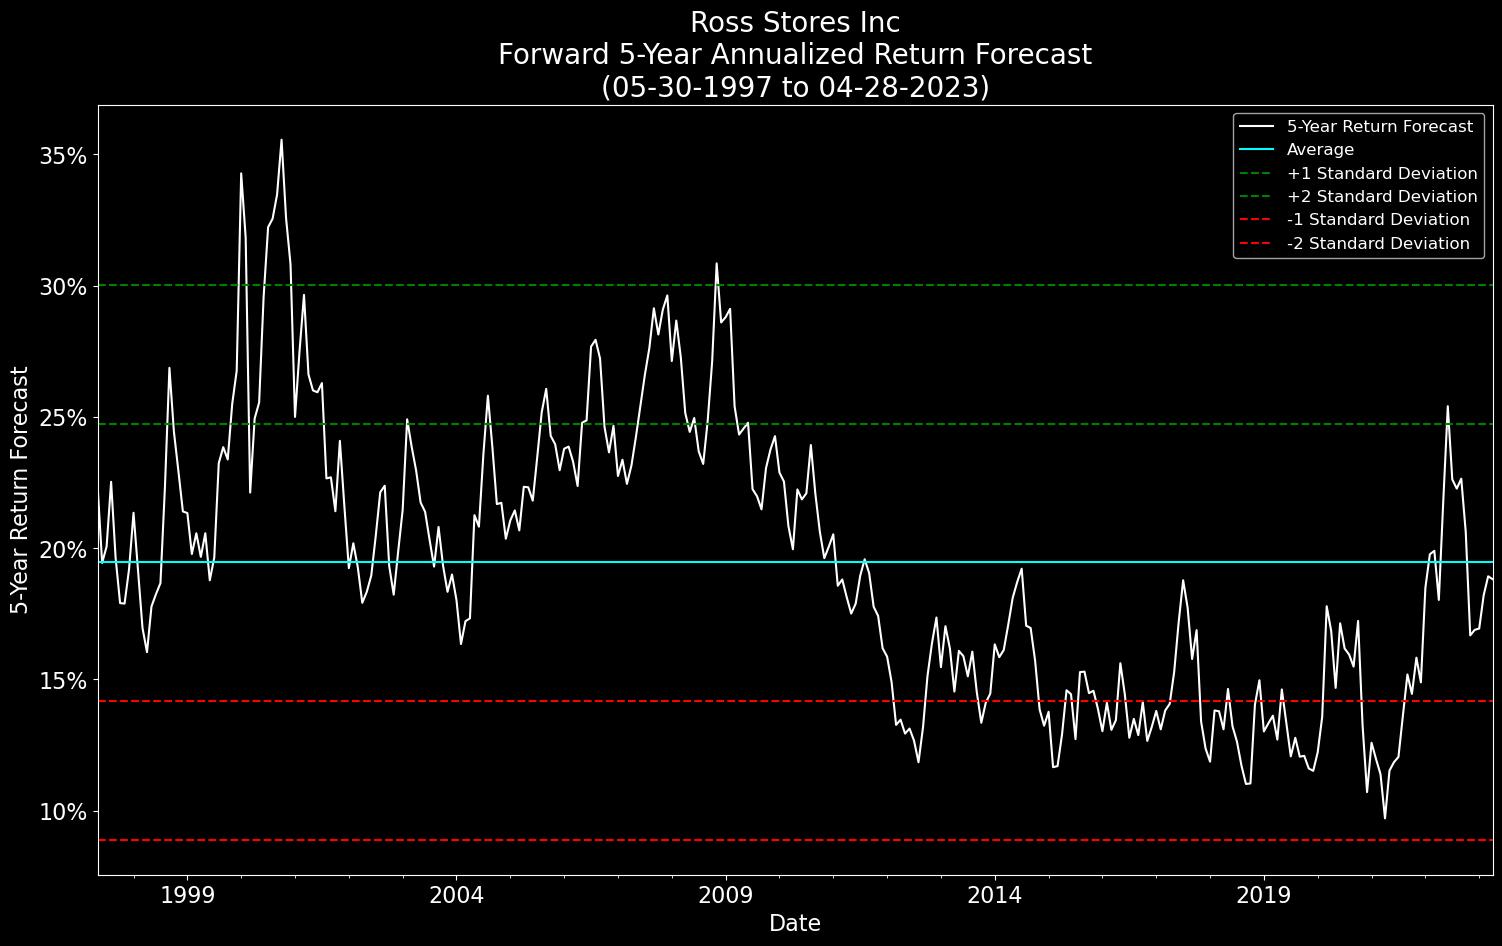 Ross Stores Inc
Forward 5-Year Annualized Return Forecast
(05-30-1997 to 04-28-2023)
5-Year Return Forecast
Average
+1 Standard Deviation
+2 Standard Deviation
-1 Standard Deviation
-2 Standard Deviation
35%
30%
25%
20%
15%
10%
5-Year Return Forecast
1999 2004 2009 2014 2019
Date